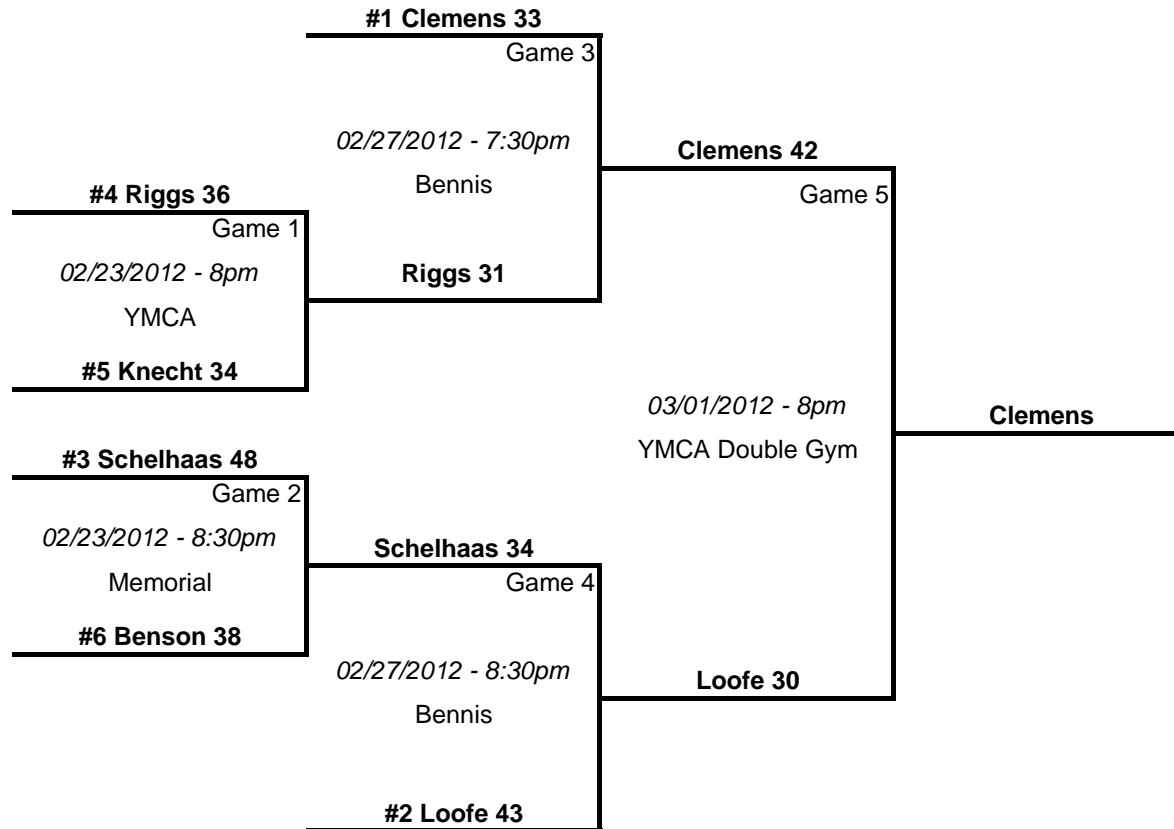 #1 Clemens 33
Game 3
02/27/2012 - 7:30pm
Bennis
Clemens 42
Game 5
#4 Riggs 36
Game 1
02/23/2012 - 8pm
YMCA
Riggs 31
#5 Knecht 34
03/01/2012 - 8pm
YMCA Double Gym
Clemens
#3 Schelhaas 48
Game 2
02/23/2012 - 8:30pm
Memorial
Schelhaas 34
Game 4
#6 Benson 38
02/27/2012 - 8:30pm
Bennis
Loofe 30
#2 Loofe 43